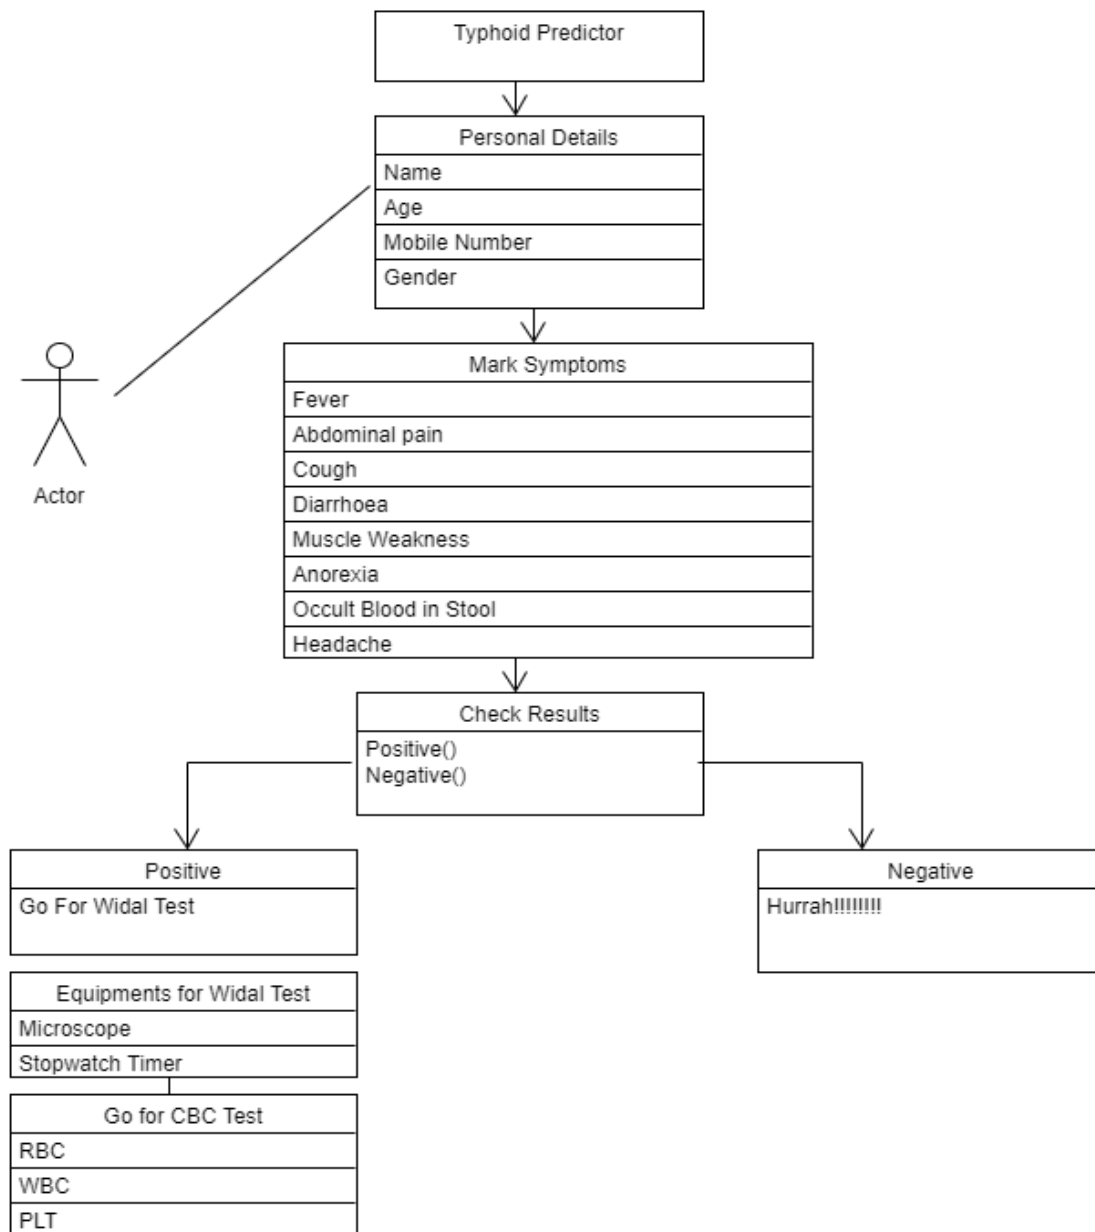 Typhoid Predictor
Personal Details
Name
Age
Mobile Number
Gender
Actor
Mark Symptoms
Fever
Abdominal pain
Cough
Diarrhoea
Muscle Weakness
Anorexia
Occult Blood in Stool
Headache
Check Results
Positive()
Negative()
Positive
Go For Widal Test
Negative
Hurrah!!!!!!!!!
Equipments for Widal Test
Microscope
Stopwatch Timer
Go for CBC Test
RBC
WBC
PLT